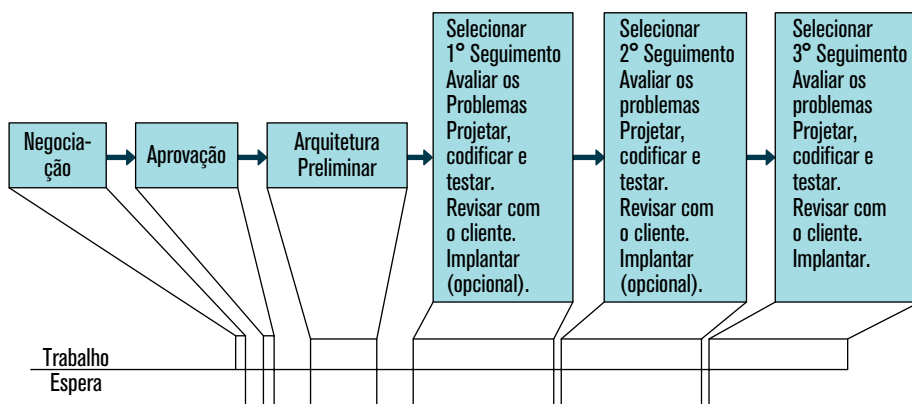 Negocia-
ção
Aprovação
Arquitetura
Preliminar
Selecionar
1° Seguimento
Avaliar os
Problemas
Projetar,
codificar e
testar.
Revisar com
o cliente.
Implantar
(opcional).
Selecionar
2° Seguimento
Avaliar os
problemas
Projetar,
codificar e
testar.
Revisar com
o cliente.
Implantar
(opcional).
Selecionar
3° Seguimento
Avaliar os
problemas
Projetar,
codificar e
testar.
Revisar com
o cliente.
Implantar.
Trabalho
Espera